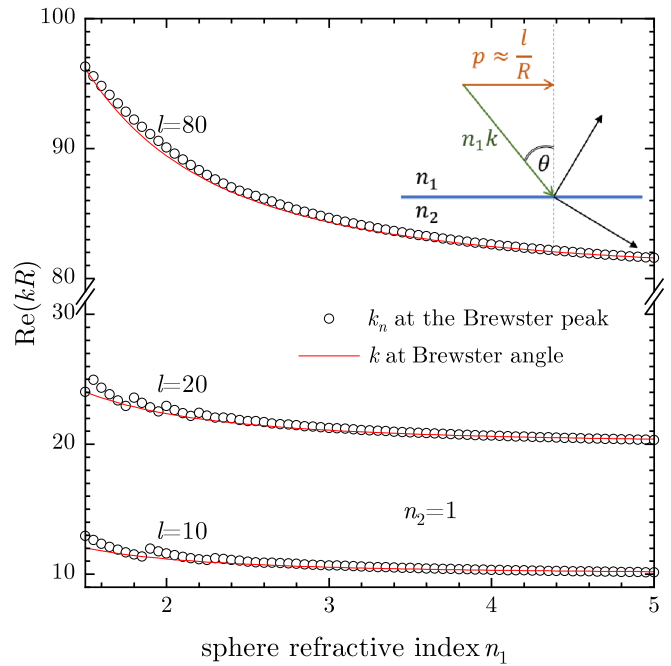 100
90
80
30
20
10
Re(kR)
l=80
p ≈ l/R
n₁k
θ
n₁
n₂
kₙ at the Brewster peak
k at Brewster angle
l=20
n₂=1
l=10
2
3
4
5
sphere refractive index n₁